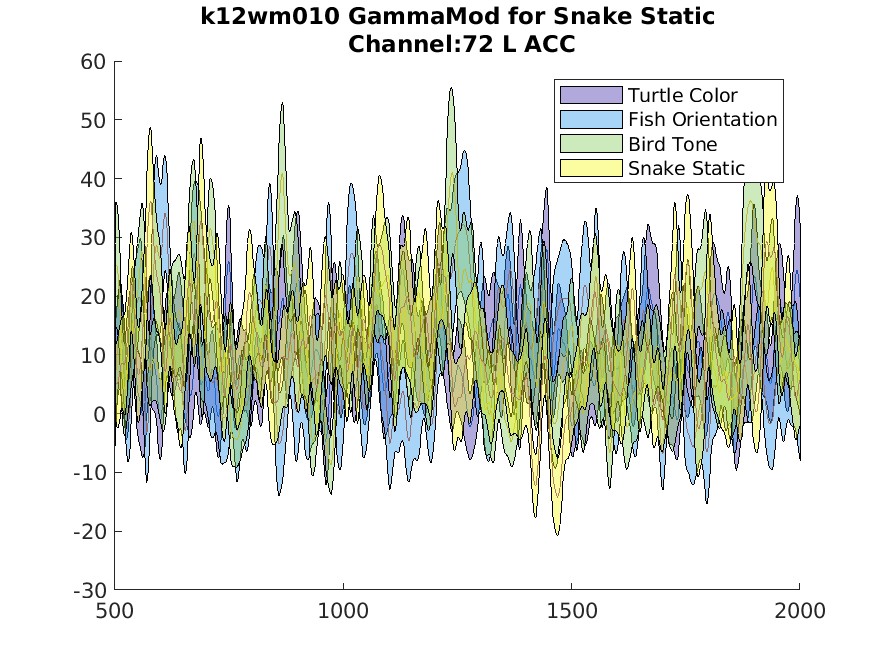 k12wm010 GammaMod for Snake Static
Channel:72 L ACC
60
50
40
30
20
10
0
-10
-20
-30
500
1000
1500
2000
Turtle Color
Fish Orientation
Bird Tone
Snake Static